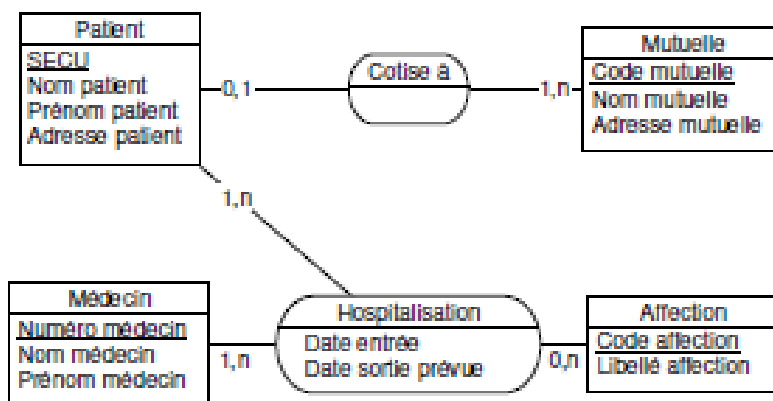 Patient
SECU
Nom patient
Prénom patient
Adresse patient
0,1
Cotise à
1,n
Mutuelle
Code mutuelle
Nom mutuelle
Adresse mutuelle
1,n
Médecin
Numéro médecin
Nom médecin
Prénom médecin
1,n
Hospitalisation
Date entrée
Date sortie prévue
0,n
Affection
Code affection
Libellé affection